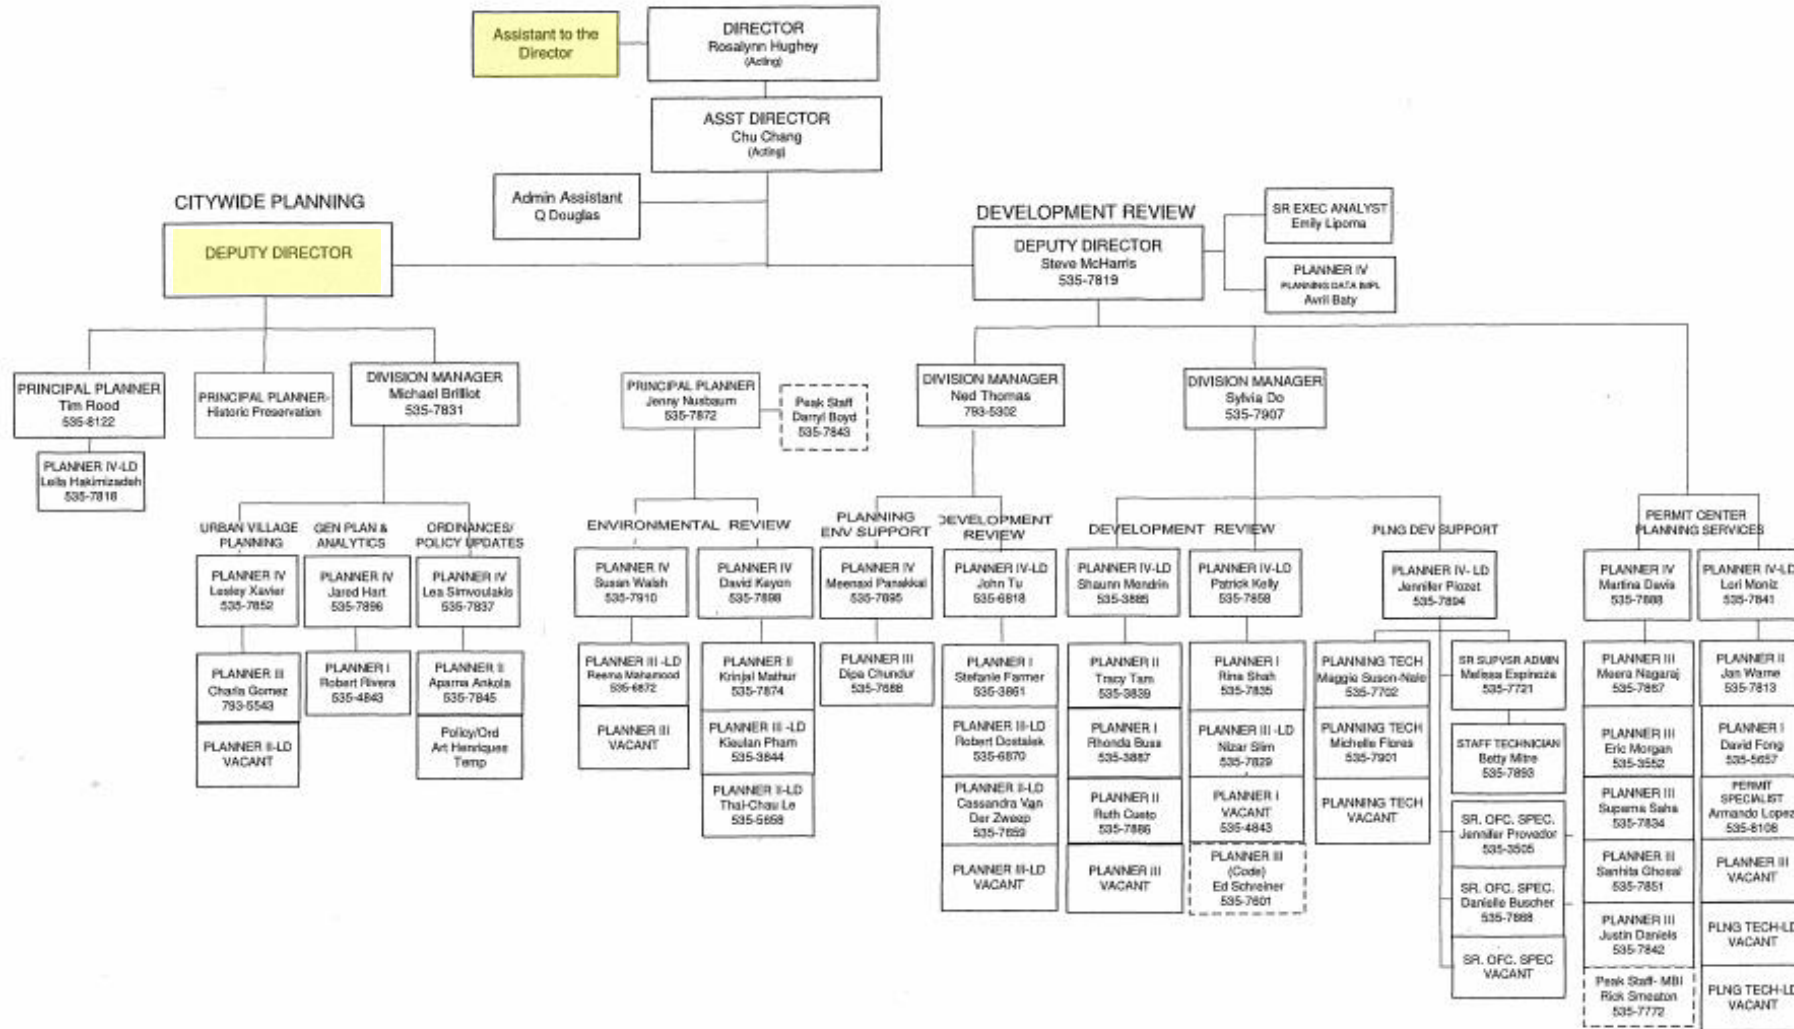 Assistant to the
Director
DIRECTOR
Rosalynn Hughey
(Acting)
ASST DIRECTOR
Chu Chang
(Acting)
Admin Assistant
Q Douglas
CITYWIDE PLANNING
DEPUTY DIRECTOR
DEVELOPMENT REVIEW
DEPUTY DIRECTOR
Steve McHarris
535-7819
SR EXEC ANALYST
Emily Lipoma
PLANNER IV
PLANNING DATA IMPL
Avril Baty
PRINCIPAL PLANNER
Tim Rood
535-8122
PLANNER IV-LD
Leila Hakimizadeh
535-7818
PRINCIPAL PLANNER-
Historic Preservation
DIVISION MANAGER
Michael Brilliot
535-7831
PRINCIPAL PLANNER
Jenny Nusbaum
535-7872
Peak Staff
Darryl Boyd
535-7843
DIVISION MANAGER
Ned Thomas
793-5302
DIVISION MANAGER
Sylvia Do
535-7907
URBAN VILLAGE
PLANNING
PLANNER IV
Lesley Xavier
535-7852
PLANNER III
Charla Gomez
793-5543
PLANNER II-LD
VACANT
GEN PLAN &
ANALYTICS
PLANNER IV
Jared Hart
535-7896
PLANNER I
Robert Rivera
535-4843
ORDINANCES/
POLICY UPDATES
PLANNER IV
Lea Simvoulakis
535-7837
PLANNER II
Aparna Ankola
535-7845
Policy/Ord
Art Henriques
Temp
ENVIRONMENTAL REVIEW
PLANNER IV
Susan Walsh
535-7910
PLANNER III -LD
Reema Mahamood
535-6872
PLANNER III
VACANT
PLANNER IV
David Keyon
535-7898
PLANNER II
Krinjal Mathur
535-7874
PLANNER III -LD
Kieulan Pham
535-3844
PLANNER II-LD
Thai-Chau Le
535-5658
PLANNING
ENV SUPPORT
PLANNER IV
Meenaxi Panakkal
535-7895
PLANNER III
Dipa Chundur
535-7688
DEVELOPMENT
REVIEW
PLANNER IV-LD
John Tu
535-6818
PLANNER I
Stefanie Farmer
535-3861
PLANNER III-LD
Robert Dostalek
535-6870
PLANNER II-LD
Cassandra Van
Der Zweep
535-7659
PLANNER III-LD
VACANT
DEVELOPMENT REVIEW
PLANNER IV-LD
Shaunn Mendrin
535-3885
PLANNER II
Tracy Tam
535-3839
PLANNER I
Rhonda Buss
535-3887
PLANNER II
Ruth Cueto
535-7886
PLANNER III
VACANT
PLANNER IV-LD
Patrick Kelly
535-7858
PLANNER I
Rina Shah
535-7835
PLANNER III -LD
Nizar Slim
535-7829
PLANNER I
VACANT
535-4843
PLANNER III
(Code)
Ed Schreiner
535-7601
PLNG DEV SUPPORT
PLANNER IV- LD
Jennifer Piozet
535-7894
PLANNING TECH
Maggie Suson-Nale
535-7702
PLANNING TECH
Michelle Flores
535-7901
PLANNING TECH
VACANT
SR SUPVSR ADMIN
Melissa Espinoza
535-7721
STAFF TECHNICIAN
Betty Mitre
535-7893
SR. OFC. SPEC.
Jennifer Provedor
535-3505
SR. OFC. SPEC.
Danielle Buscher
535-7888
SR. OFC. SPEC
VACANT
PERMIT CENTER
PLANNING SERVICES
PLANNER IV
Martina Davis
535-7888
PLANNER III
Meera Nagaraj
535-7867
PLANNER III
Eric Morgan
535-3552
PLANNER III
Suparna Saha
535-7834
PLANNER III
Sanhita Ghosal
535-7851
PLANNER III
Justin Daniels
535-7842
Peak Staff- MBI
Rick Smeaton
535-7772
PLANNER IV-LD
Lori Moniz
535-7841
PLANNER II
Jan Warne
535-7813
PLANNER I
David Fong
535-5657
PERMIT
SPECIALIST
Armando Lopez
535-8108
PLANNER III
VACANT
PLNG TECH-LD
VACANT
PLNG TECH-LD
VACANT